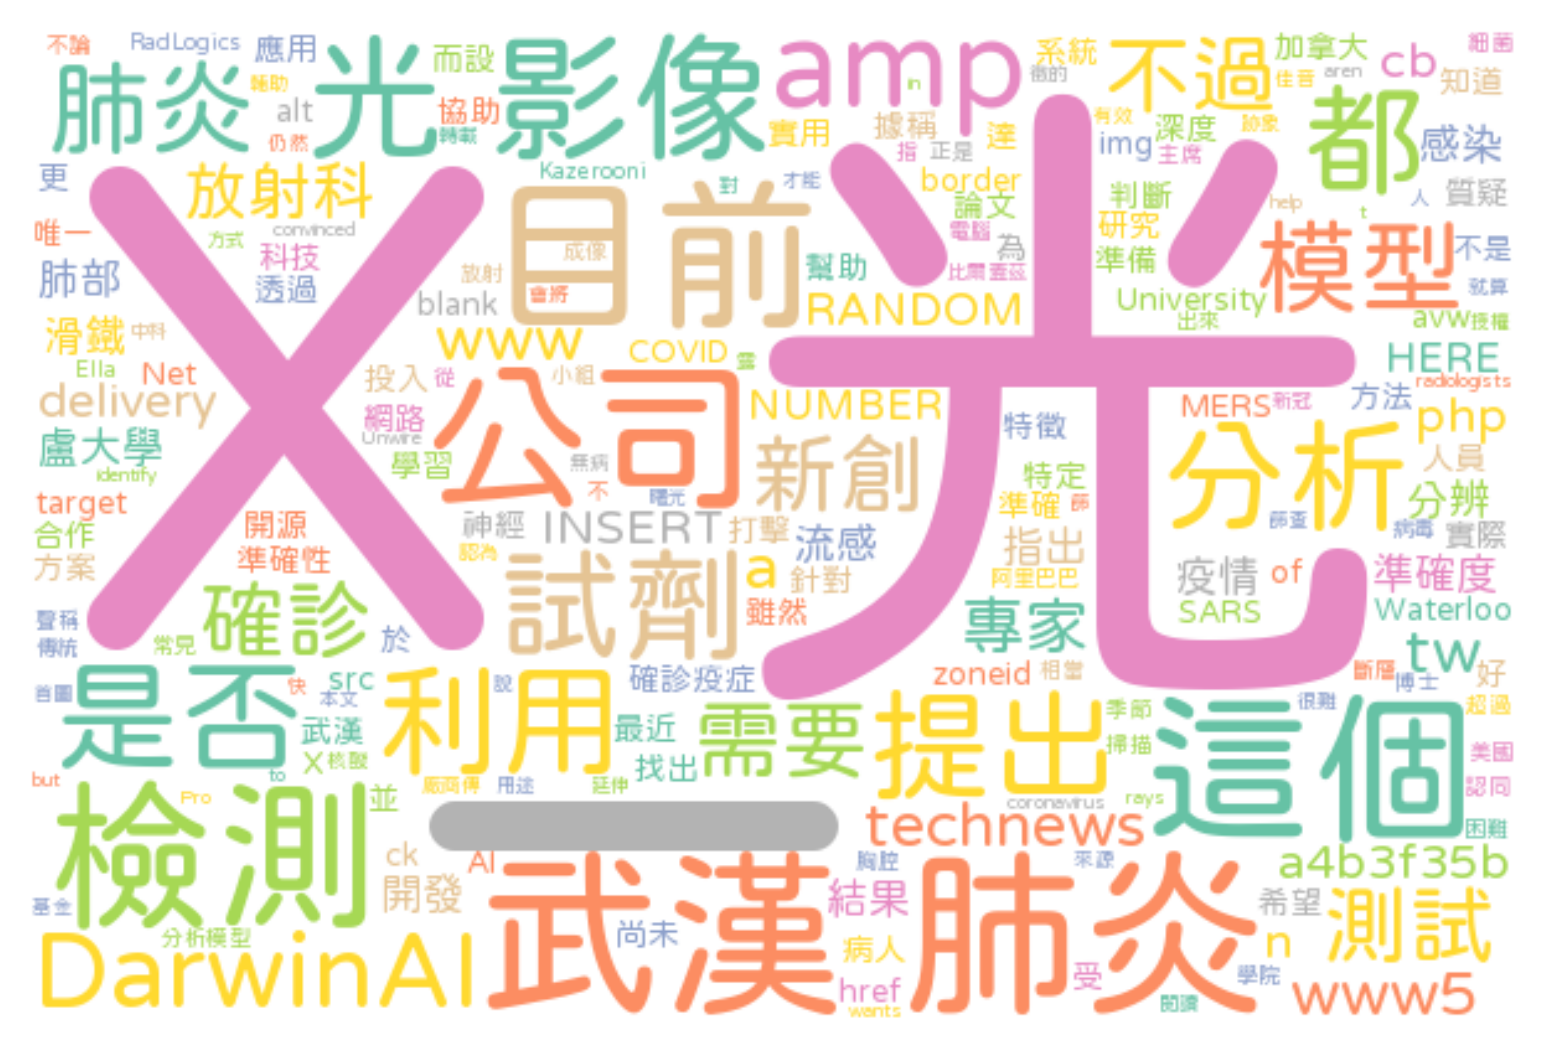 不論 RadLogics 應用 而設 影像 amp 系統 不過 加拿大 cb 細菌
肺炎 光 輔助 alt 協助 in 徵的 佳音 aren 知道
仍然 轉載 實用 據稱 達 有效 深度 跡象 都 感染
更 放射科 Kazerooni 對 才能 指 正是 img 主席 人 質疑
唯一 convinced 目前 border 論文 判斷 help t
方式 科技 成像 電腦 為 研究 模型 不是
肺部 透過 放射 會將 幫助 比爾蓋茲 準備 就算
blank RANDOM University 出來 avw 授權
滑鐵 中科 www COVID 露 HERE
Ella Net 投入 從 小組 radiologists
delivery 網路 公司 NUMBER MERS 新冠 方法 php
盧大學 Unwire 學習 無病 新創 特徵 分析 人員
identify 不 曙光 特定 分辨
target 開源 神經 INSERT 打擊 流感 準確 篩 篩查 病毒 實際
合作 準確性 認為 指出
方案 確診 試劑 a 針對 阿里巴巴 疫情 of 準確度
X光
聲稱 雖然 專家 SARS Waterloo
傳統 常見 於 tw
是否 快 src 利用 說 確診疫症 zoneid 相當 斷層 博士 好
首圖 本文 需要 提出 季節 這個 很難 超過
武漢 最近 掃描 美國
but to X 核酸 找出
檢測 Pro 並 用途 延伸 coronavirus rays 認同
一 technews 困難
ck AI 武漢肺炎 胸腔 來源 a4b3f35b
基金 開發 結果 希望 測試
分析模型 尚未 病人 n
DarwinAI href 受 學院 www5
wants 閱讀